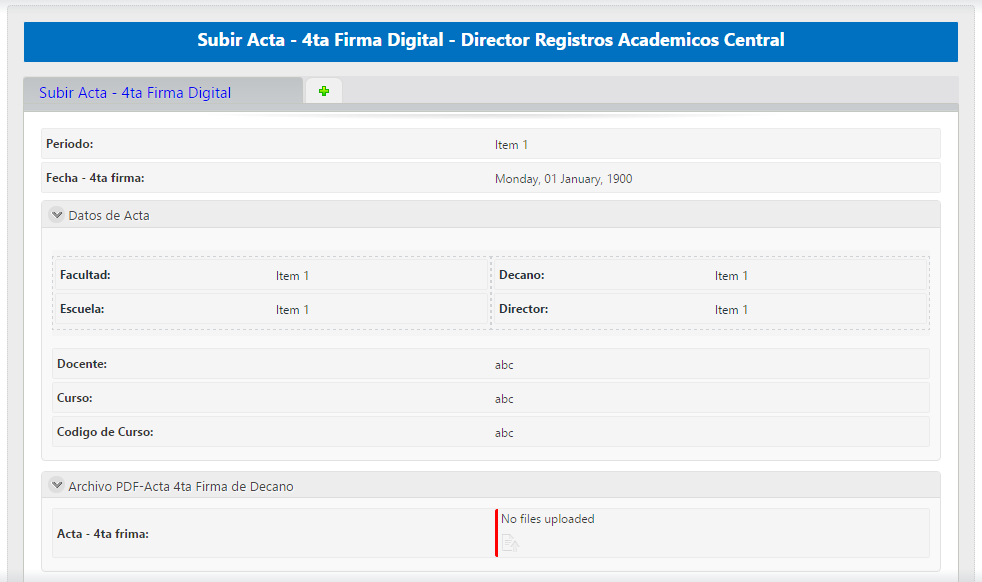 Subir Acta - 4ta Firma Digital - Director Registros Academicos Central
Subir Acta - 4ta Firma Digital
Periodo: Item 1
Fecha - 4ta firma: Monday, 01 January, 1900
Datos de Acta
Facultad: Item 1 Decano: Item 1
Escuela: Item 1 Director: Item 1
Docente: abc
Curso: abc
Codigo de Curso: abc
Archivo PDF-Acta 4ta Firma de Decano
No files uploaded
Acta - 4ta frima: